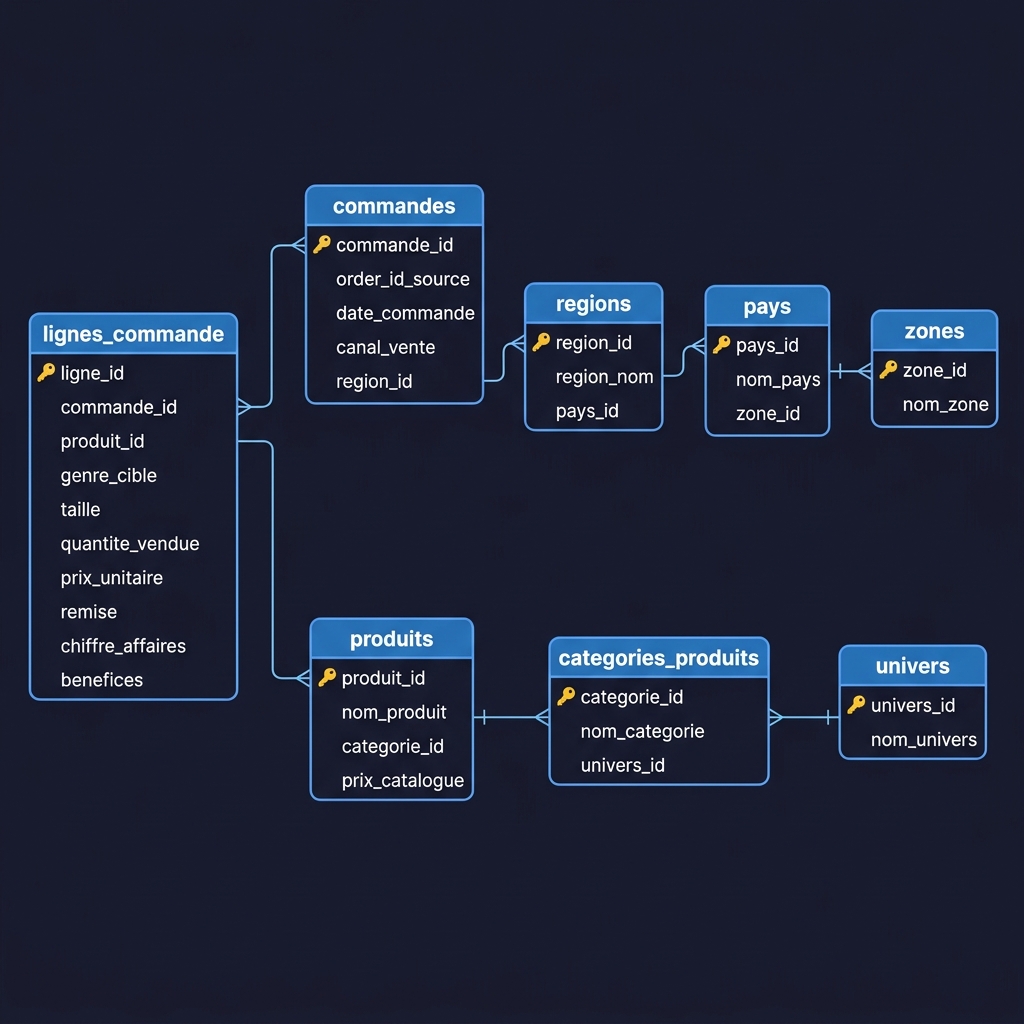 lignes_commande
ligne_id
commande_id
produit_id
genre_cible
taille
quantite_vendue
prix_unitaire
remise
chiffre_affaires
benefices
commandes
commande_id
order_id_source
date_commande
canal_vente
region_id
regions
region_id
region_nom
pays_id
pays
pays_id
nom_pays
zone_id
zones
zone_id
nom_zone
produits
produit_id
nom_produit
categorie_id
prix_catalogue
categories_produits
categorie_id
nom_categorie
univers_id
univers
univers_id
nom_univers